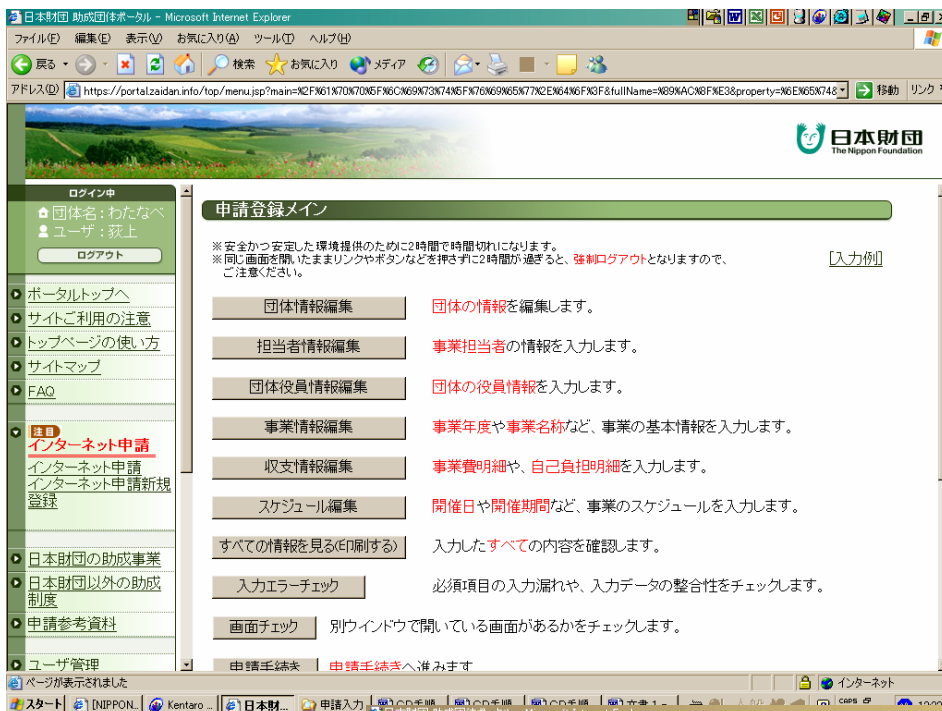 日本財団 助成団体ポータル - Microsoft Internet Explorer
ファイル(F) 編集(E) 表示(V) お気に入り(A) ツール(T) ヘルプ(H)
戻る 検索 お気に入り メディア
アドレス(D) https://portal.zaidan.info/top/menu.jsp?main=%2F%61%70%70%5F%6C%69%73%74%5F%76%69%65%77%2E%64%6F%3F&fullName=%89%AC%8F%E3&property=%6E%65%74% 移動 リンク
日本財団
The Nippon Foundation
ログイン中
団体名:わたなべ
ユーザ:荻上
ログアウト
ポータルトップへ
サイトご利用の注意
トップページの使い方
サイトマップ
FAQ
注目
インターネット申請
インターネット申請
インターネット申請新規
登録
日本財団の助成事業
日本財団以外の助成
制度
申請参考資料
ユーザ管理
申請登録メイン
※安全かつ安定した環境提供のために2時間で時間切れになります。
※同じ画面を開いたままリンクやボタンなどを押さずに2時間が過ぎると、強制ログアウトとなりますので、
ご注意ください。
[入力例]
団体情報編集 団体の情報を編集します。
担当者情報編集 事業担当者の情報を入力します。
団体役員情報編集 団体の役員情報を入力します。
事業情報編集 事業年度や事業名称など、事業の基本情報を入力します。
収支情報編集 事業費明細や、自己負担明細を入力します。
スケジュール編集 開催日や開催期間など、事業のスケジュールを入力します。
すべての情報を見る(印刷する) 入力したすべての内容を確認します。
入力エラーチェック 必須項目の入力漏れや、入力データの整合性をチェックします。
画面チェック 別ウインドウで開いている画面があるかをチェックします。
申請手続き 申請手続きへ進みます
ページが表示されました インターネット
スタート [NIPPON... Kentaro ... 日本財... 申請入力